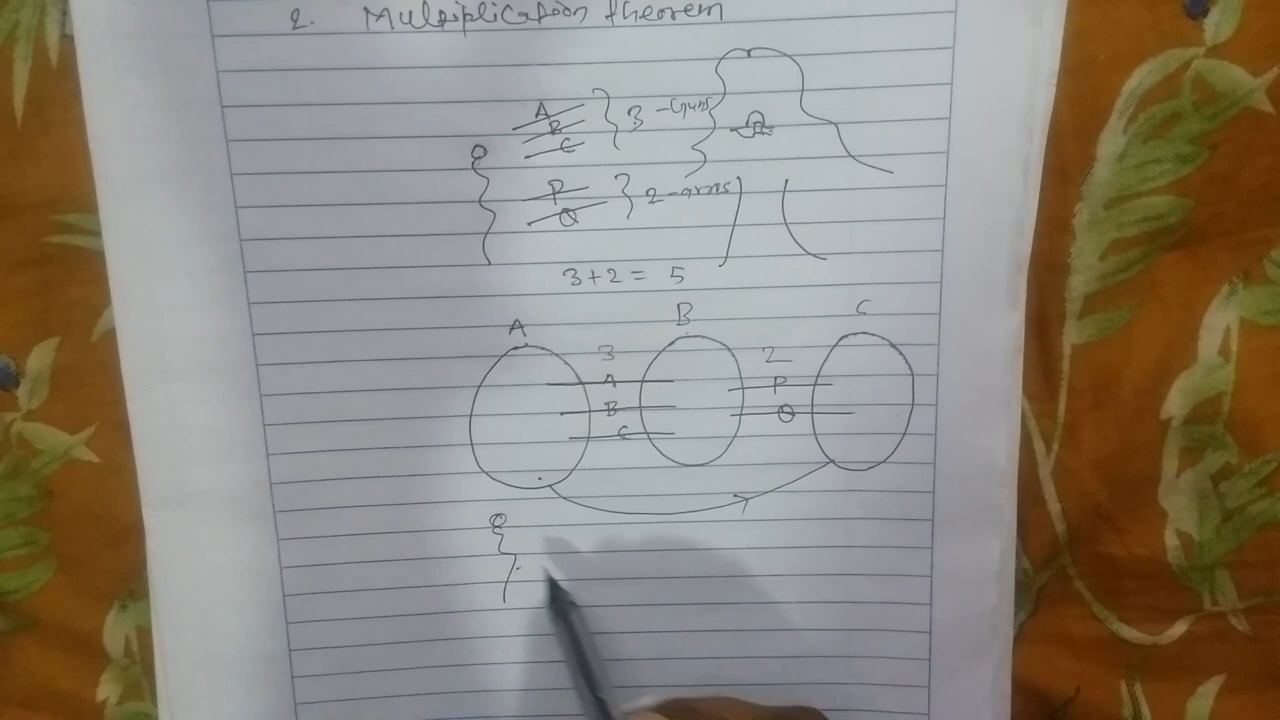 2. Multiplication theorem
A
B
C
3
P
Q
2
3+2 = 5
A B C
3 2
A P
B Q
C